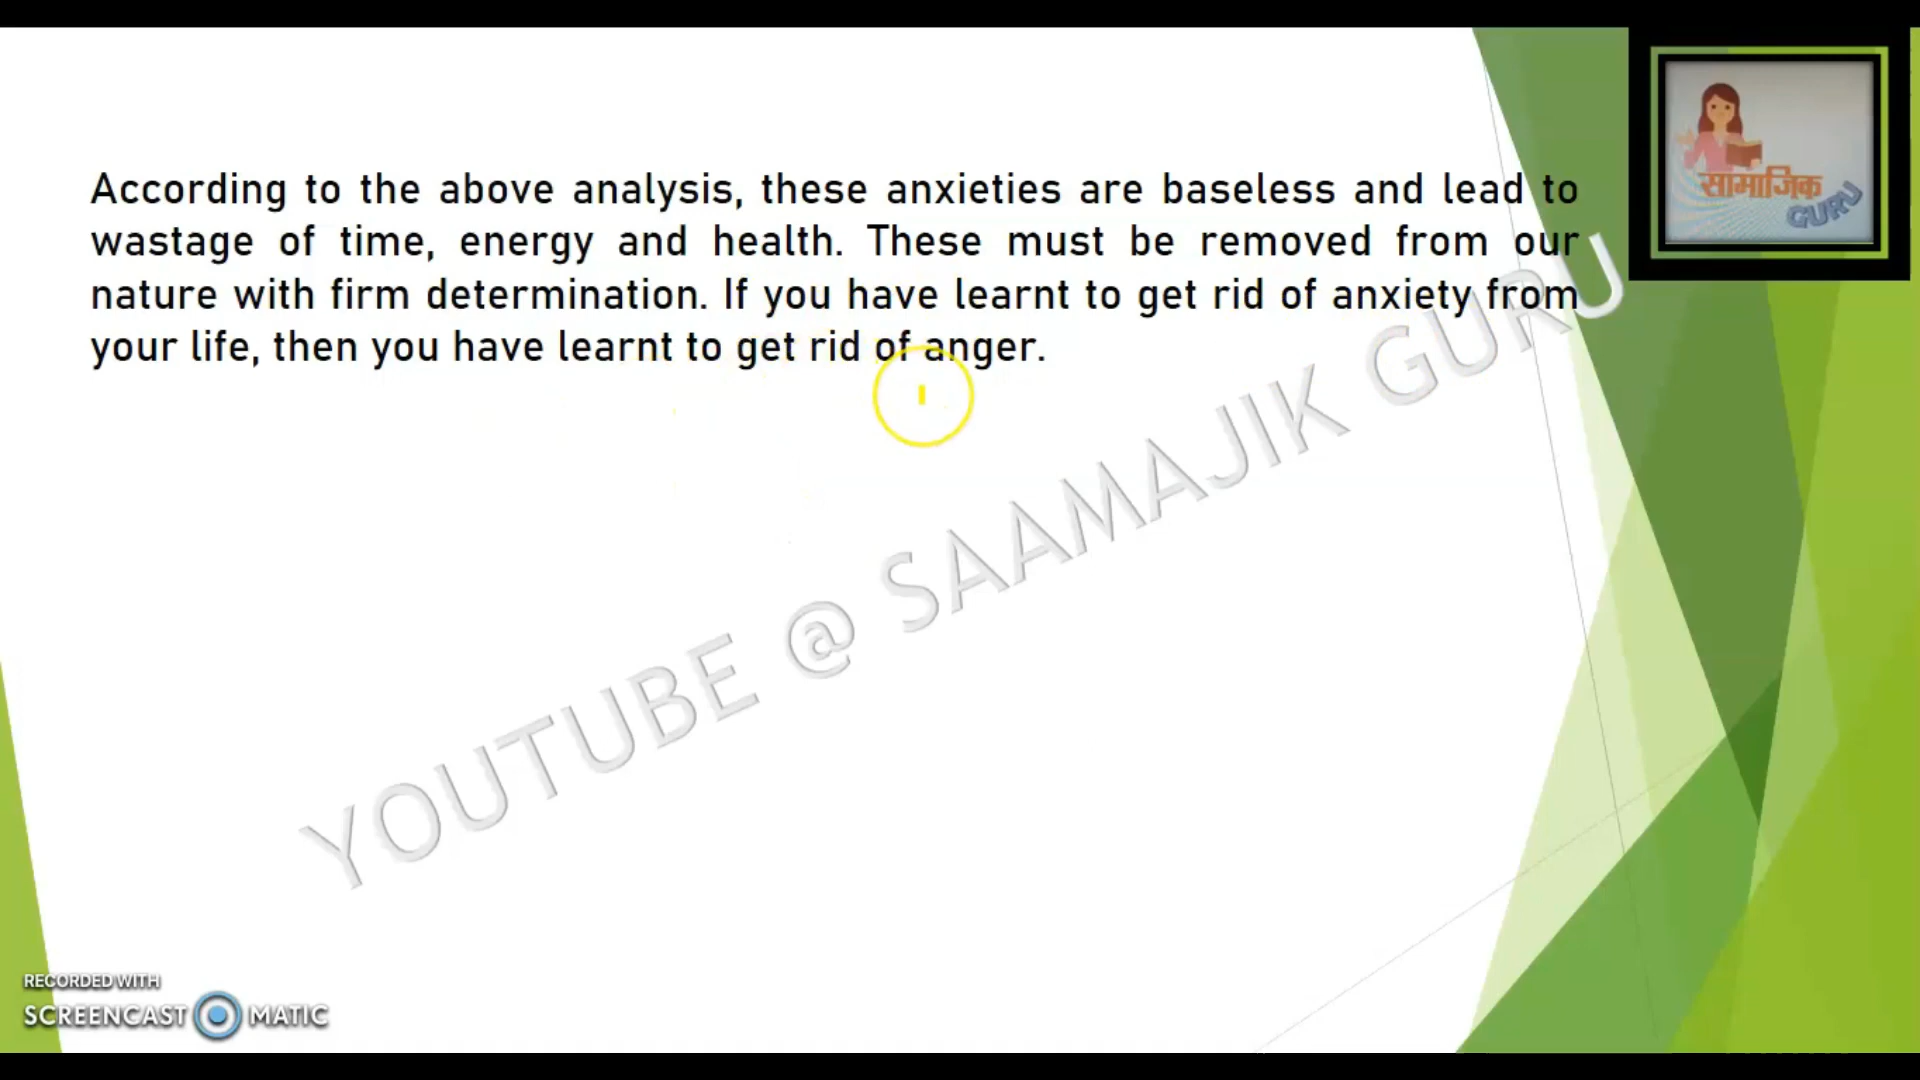 According to the above analysis, these anxieties are baseless and lead to
wastage of time, energy and health. These must be removed from our
nature with firm determination. If you have learnt to get rid of anxiety from
your life, then you have learnt to get rid of anger.
सामाजिक
GURU
YOUTUBE @ SAAMAJIK GURU
RECORDED WITH
SCREENCAST MATIC